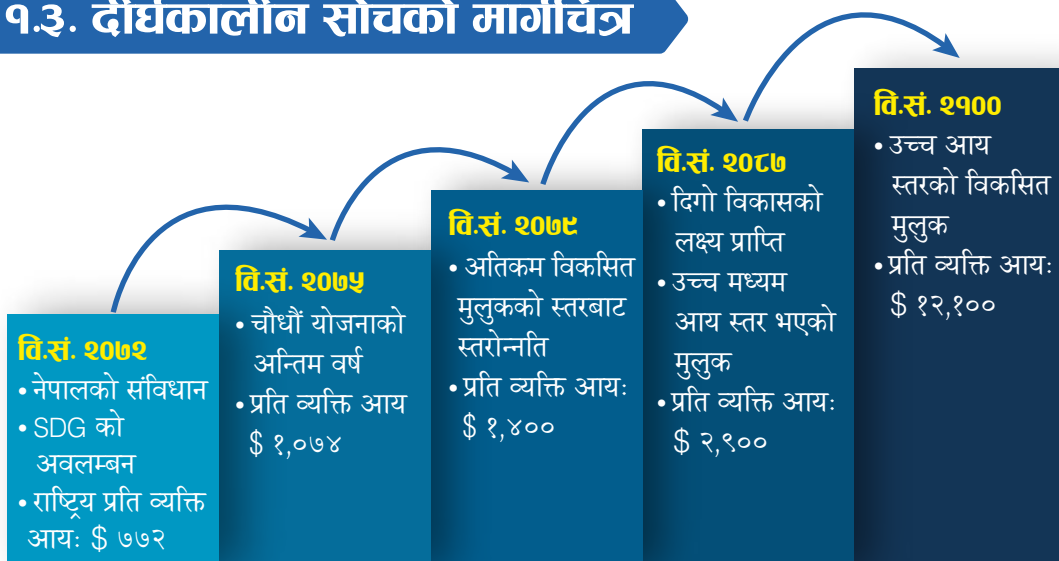 १.३. दीर्घकालीन सोचको मार्गचित्र
वि.सं. २०७२
• नेपालको संविधान
• SDG को
अवलम्बन
• राष्ट्रिय प्रति व्यक्ति
आयः $ ७७२
वि.सं. २०७५
• चौधौं योजनाको
अन्तिम वर्ष
• प्रति व्यक्ति आय
$ १,०७४
वि.सं. २०७९
• अतिकम विकसित
मुलुकको स्तरबाट
स्तरोन्नति
• प्रति व्यक्ति आयः
$ १,४००
वि.सं. २०८७
• दिगो विकासको
लक्ष्य प्राप्ति
• उच्च मध्यम
आय स्तर भएको
मुलुक
• प्रति व्यक्ति आयः
$ २,९००
वि.सं. २१००
• उच्च आय
स्तरको विकसित
मुलुक
• प्रति व्यक्ति आयः
$ १२,१००